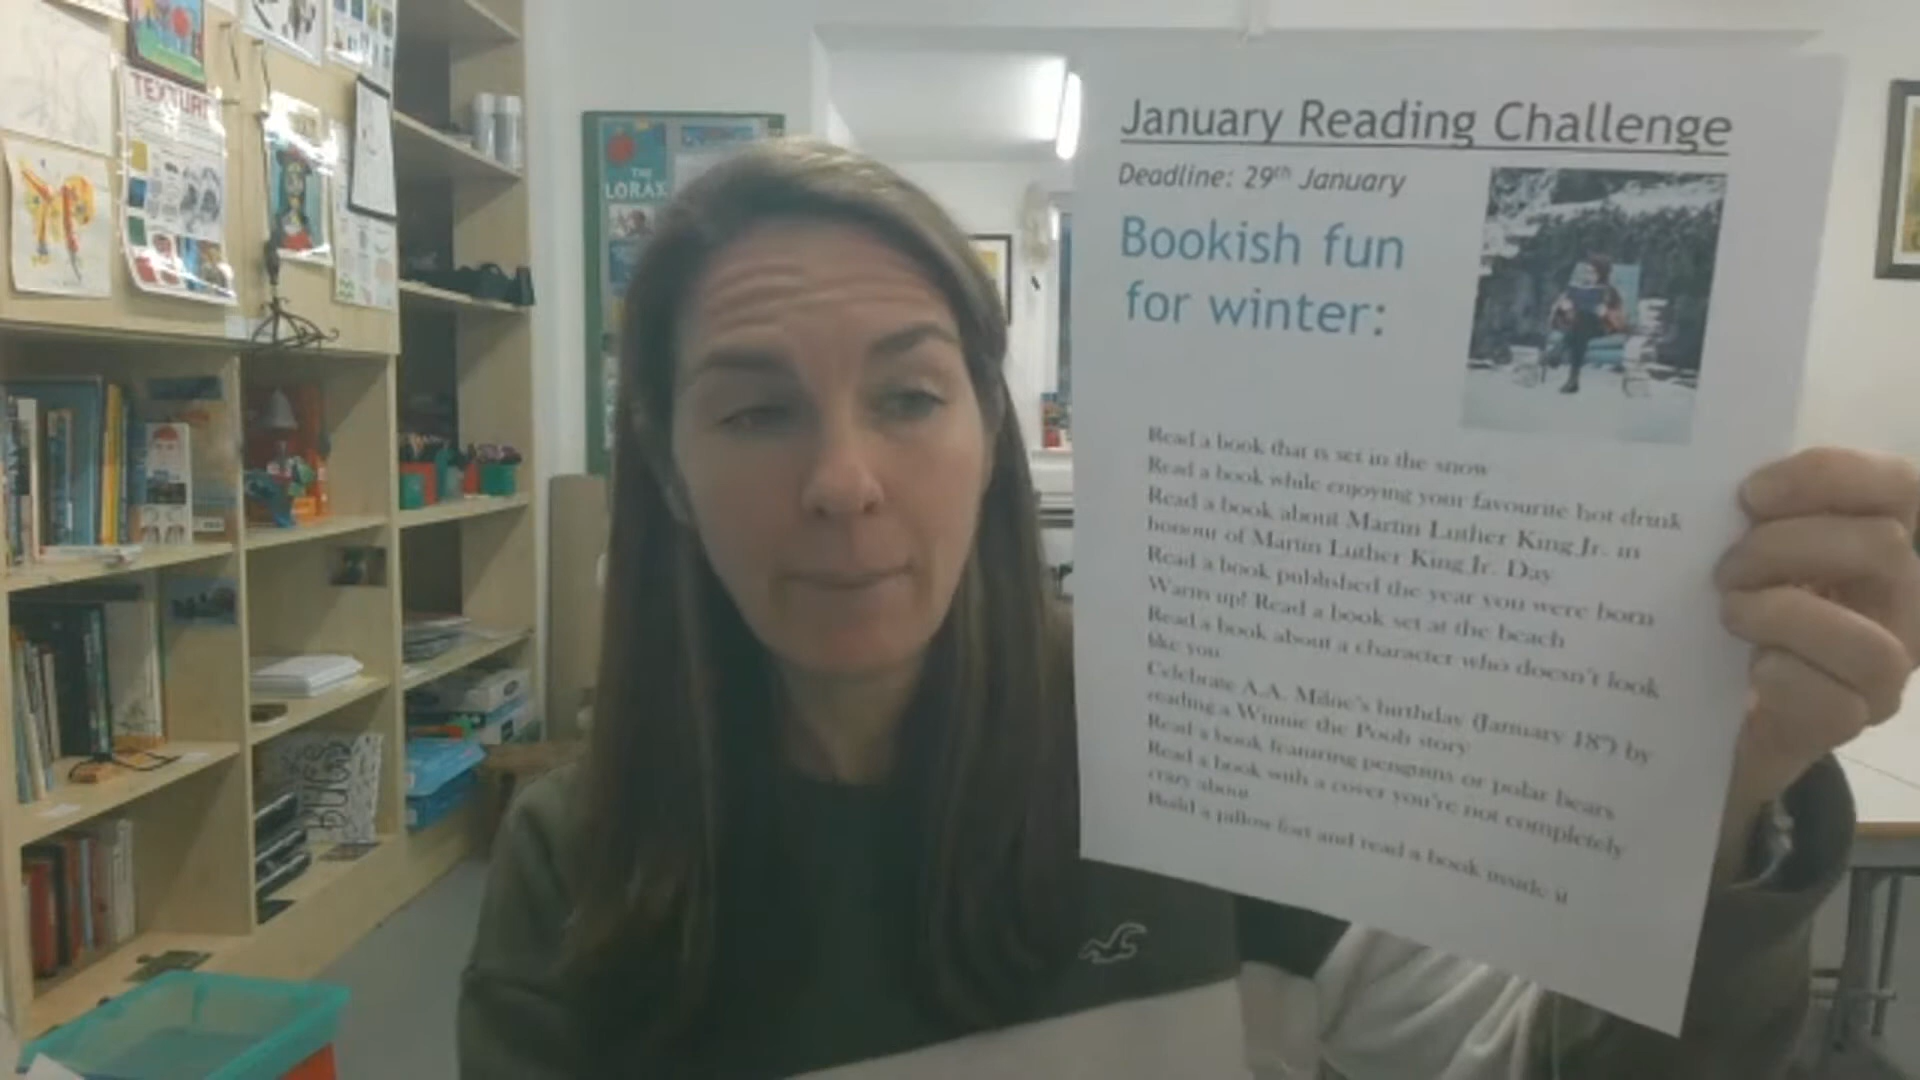 TEXTURE
THE
LORAX
BUGS
January Reading Challenge
Deadline: 29th January
Bookish fun
for winter:
Read a book that is set in the snow
Read a book while enjoying your favourite hot drink
Read a book about Martin Luther King Jr. in
honour of Martin Luther King Jr. Day
Read a book published the year you were born
Warm up! Read a book set at the beach
Read a book about a character who doesn't look
like you
Celebrate A.A. Milne's birthday (January 18th) by
reading a Winnie the Pooh story
Read a book featuring penguins or polar bears
Read a book with a cover you're not completely
crazy about
Build a pillow fort and read a book inside it